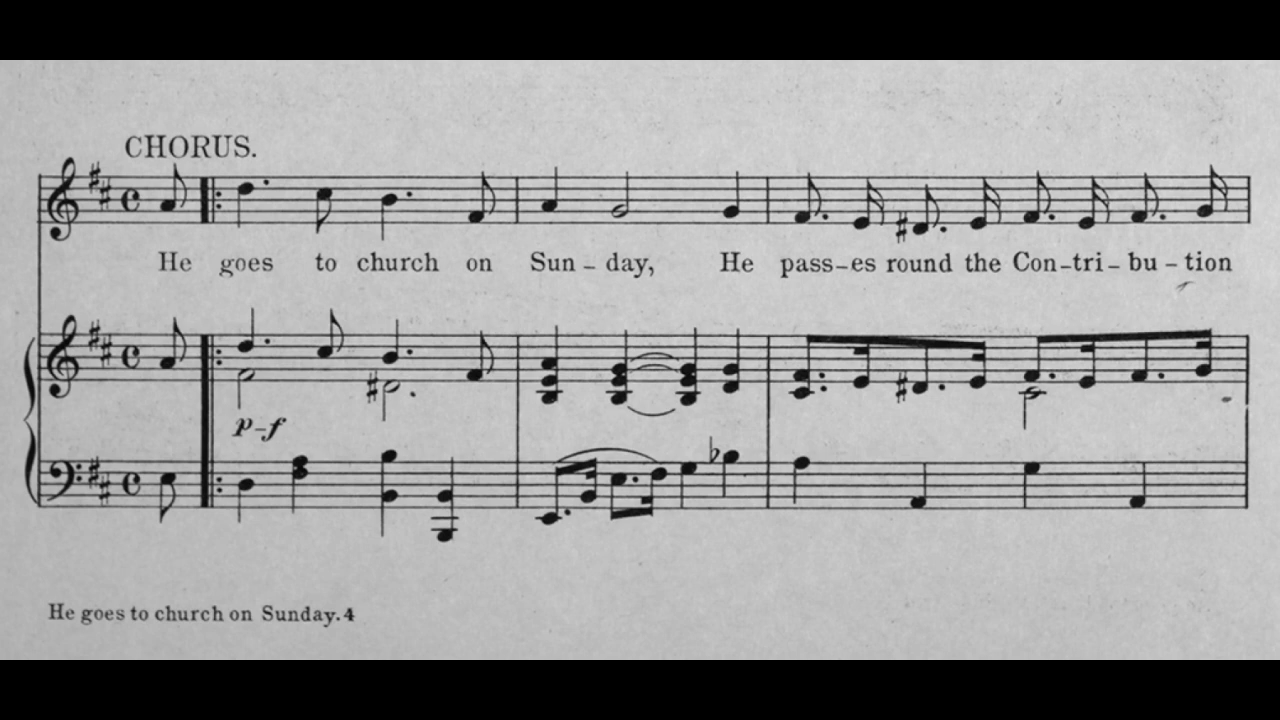 CHORUS.
He goes to church on Sun - day, He pass-es round the Con-tri-bu-tion
p-f
He goes to church on Sunday. 4